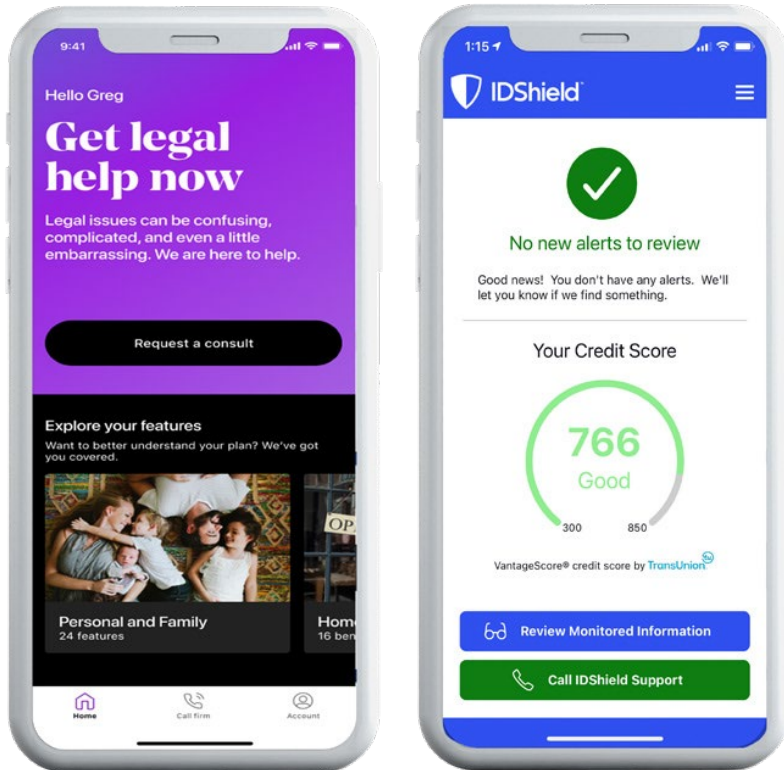 9:41
Hello Greg
Get legal
help now
Legal issues can be confusing,
complicated, and even a little
embarrassing. We are here to help.
Request a consult
Explore your features
Want to better understand your plan? We've got
you covered.
OP
Personal and Family
24 features
Hom
16 ben
Home
Call firm
Account
1:15
IDShield
No new alerts to review
Good news! You don't have any alerts. We'll
let you know if we find something.
Your Credit Score
766
Good
300
850
VantageScore® credit score by TransUnion
tu
Review Monitored Information
Call IDShield Support